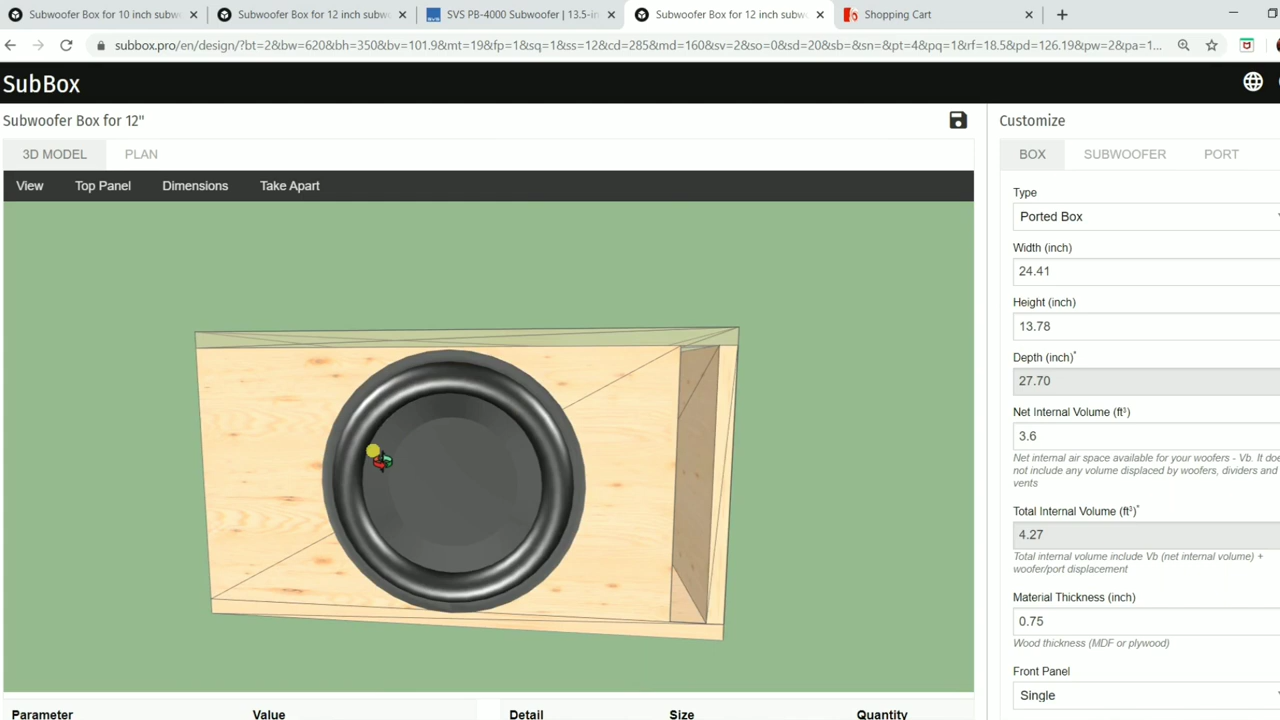 Subwoofer Box for 10 inch subw
Subwoofer Box for 12 inch subw
SVS PB-4000 Subwoofer | 13.5-in
Subwoofer Box for 12 inch subw
Shopping Cart
subbox.pro/en/design/?bt=2&bw=620&bh=350&bv=101.9&mt=19&fp=1&sq=1&ss=12&cd=285&md=160&sv=2&so=0&sd=20&sb=&sn=&pt=4&pq=1&rf=18.5&pd=126.19&pw=2&pa=1...
SubBox
Subwoofer Box for 12"
Customize
3D MODEL
PLAN
BOX
SUBWOOFER
PORT
View
Top Panel
Dimensions
Take Apart
Type
Ported Box
Width (inch)
24.41
Height (inch)
13.78
Depth (inch)*
27.70
Net Internal Volume (ft³)
3.6
Net internal air space available for your woofers - Vb. It doe
not include any volume displaced by woofers, dividers and
vents
Total Internal Volume (ft³)*
4.27
Total internal volume include Vb (net internal volume) +
woofer/port displacement
Material Thickness (inch)
0.75
Wood thickness (MDF or plywood)
Front Panel
Single
Parameter
Value
Detail
Size
Quantity